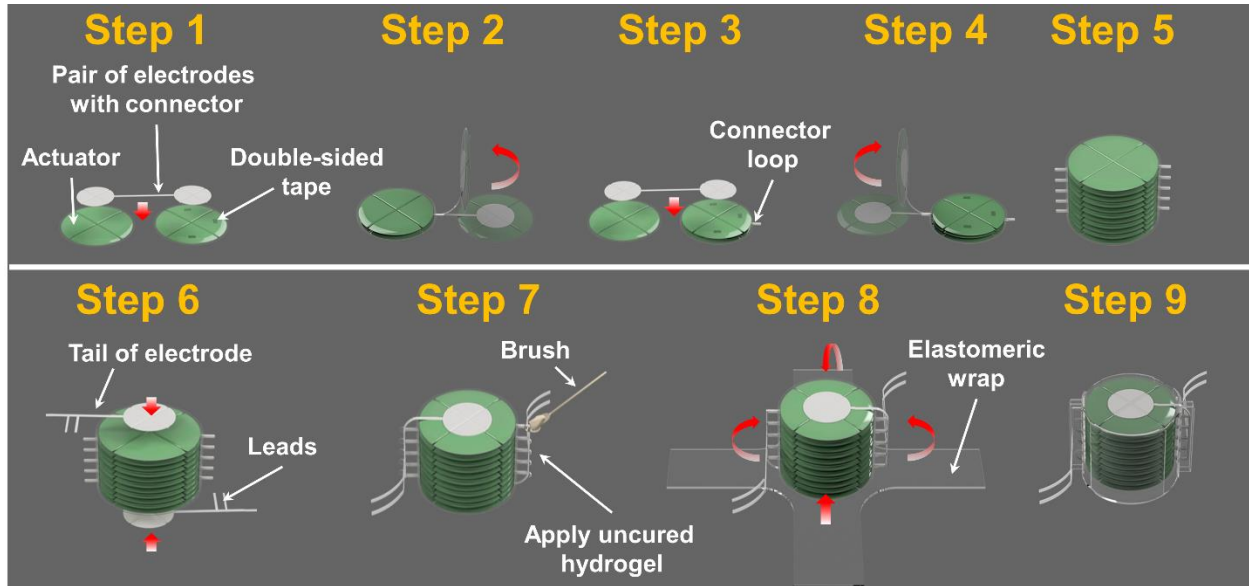 Step 1
Step 2
Step 3
Step 4
Step 5
Pair of electrodes
with connector
Actuator
Double-sided
tape
Connector
loop
Step 6
Step 7
Step 8
Step 9
Tail of electrode
Leads
Brush
Apply uncured
hydrogel
Elastomeric
wrap